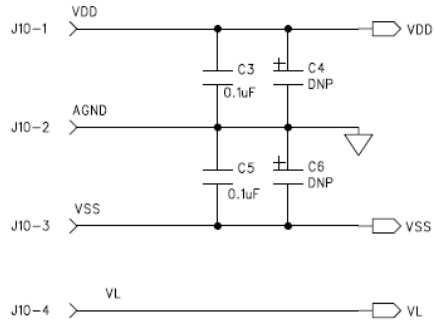 VDD
J10-1
VDD
+
C3
C4
0.1uF
DNP
AGND
J10-2
+
C5
C6
0.1uF
DNP
VSS
J10-3
VSS
VL
J10-4
VL